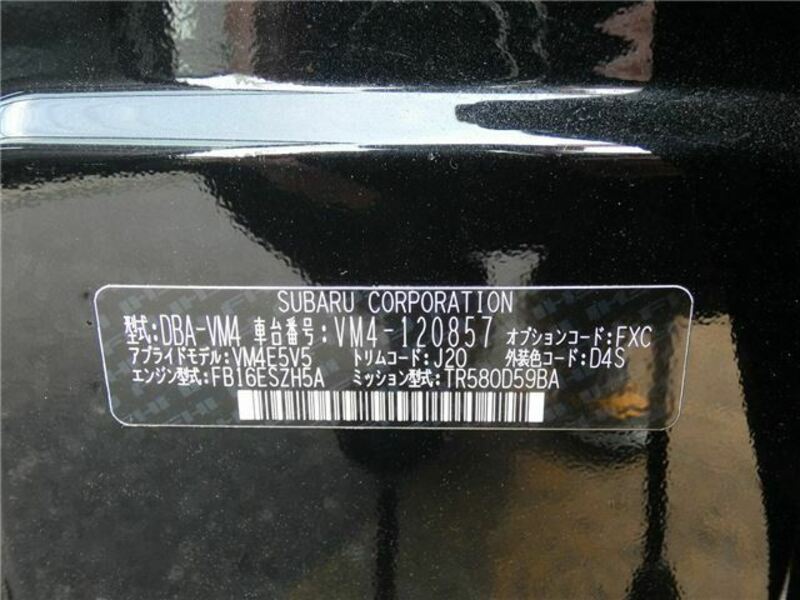 SUBARU CORPORATION
型式:DBA-VM4 車台番号:VM4-120857 オプションコード:FXC
アプライドモデル:VM4E5V5 トリムコード:J20 外装色コード:D4S
エンジン型式:FB16ESZH5A ミッション型式:TR580D59BA